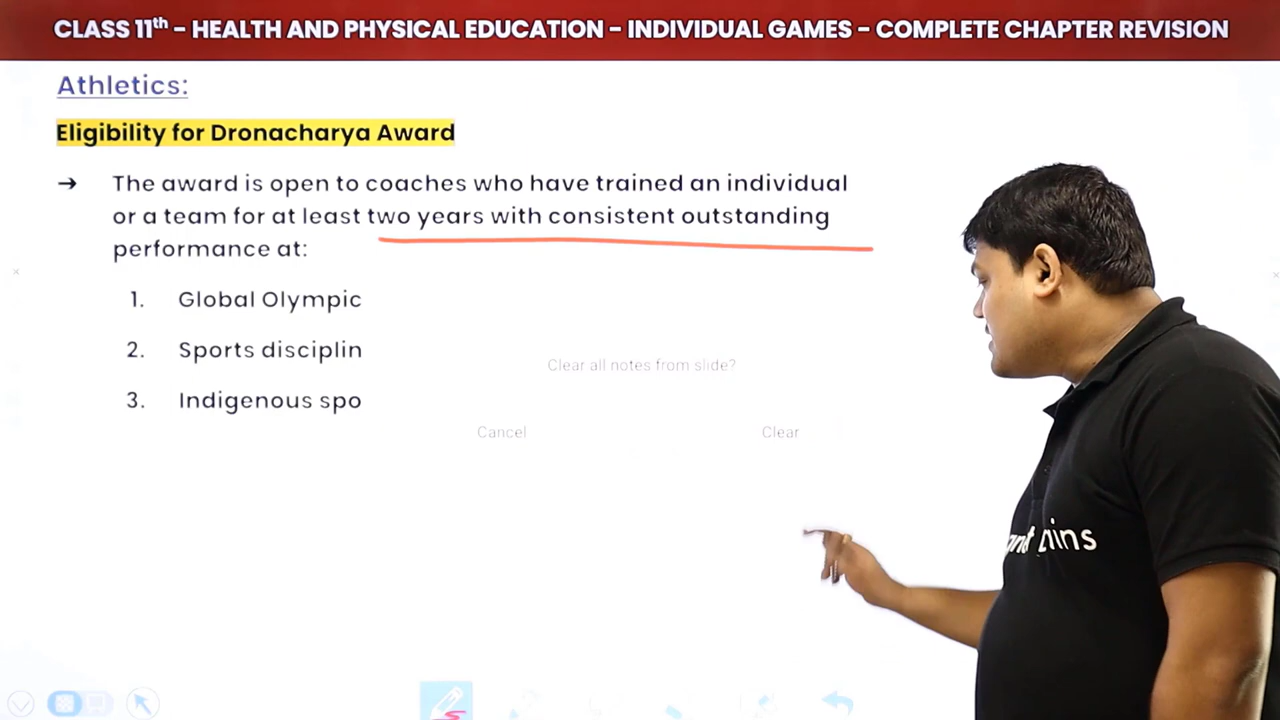 CLASS 11th – HEALTH AND PHYSICAL EDUCATION – INDIVIDUAL GAMES – COMPLETE CHAPTER REVISION
Athletics:
Eligibility for Dronacharya Award
→ The award is open to coaches who have trained an individual
or a team for at least two years with consistent outstanding
performance at:
1. Global Olympic
2. Sports disciplin
3. Indigenous spo
Clear all notes from slide?
Cancel Clear